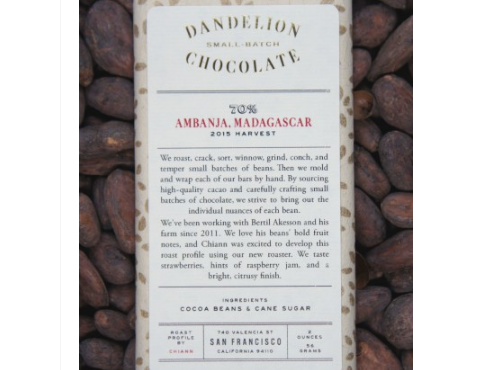 DANDELION
SMALL-BATCH
CHOCOLATE
70%
AMBANJA, MADAGASCAR
2015 HARVEST
We roast, crack, sort, winnow, grind, conch, and
temper small batches of beans. Then we mold
and wrap each of our bars by hand. By sourcing
high-quality cacao and carefully crafting small
batches of chocolate, we strive to bring out the
individual nuances of each bean.
We've been working with Bertil Akesson and his
farm since 2011. We love his beans' bold fruit
notes, and Chiann was excited to develop this
roast profile using our new roaster. We taste
strawberries, hints of raspberry jam, and a
bright, citrusy finish.
INGREDIENTS
COCOA BEANS & CANE SUGAR
ROAST
PROFILE
BY
CHIANN
740 VALENCIA ST
SAN FRANCISCO
CALIFORNIA 94110
2
OUNCES
56
GRAMS